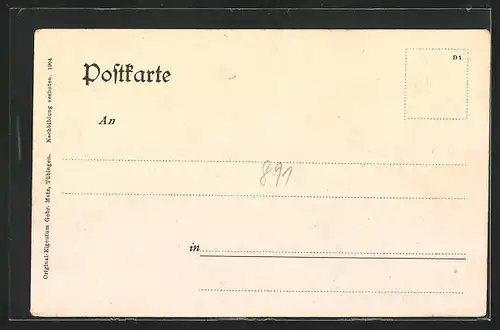 Postkarte
D1
An
891
in
Original-Eigentum Gebr. Metz, Tübingen. Nachbildung verboten. 1904